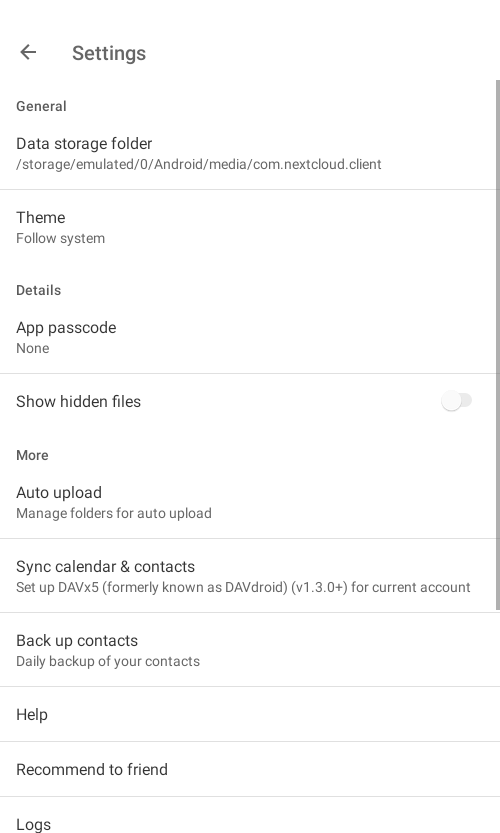 Settings
General
Data storage folder
/storage/emulated/0/Android/media/com.nextcloud.client
Theme
Follow system
Details
App passcode
None
Show hidden files
More
Auto upload
Manage folders for auto upload
Sync calendar & contacts
Set up DAVx5 (formerly known as DAVdroid) (v1.3.0+) for current account
Back up contacts
Daily backup of your contacts
Help
Recommend to friend
Logs